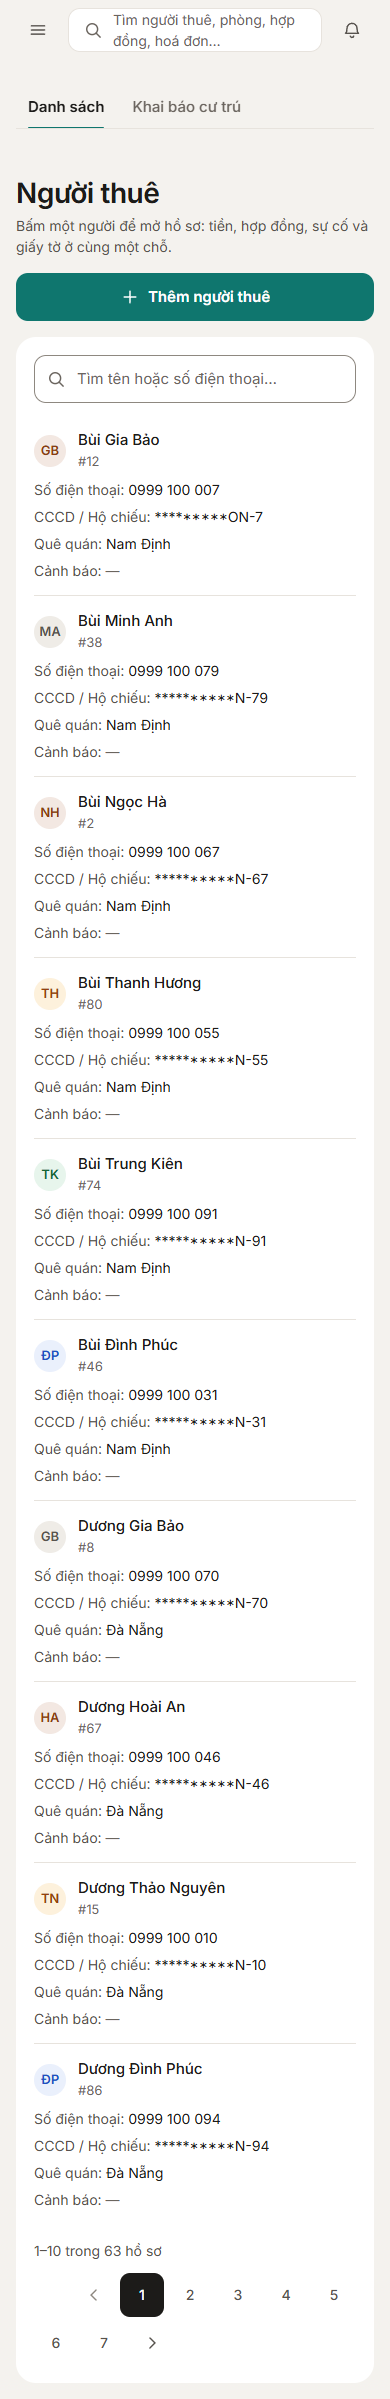 Tìm người thuê, phòng, hợp
đồng, hoá đơn...
Danh sách
Khai báo cư trú
Người thuê
Bấm một người để mở hồ sơ: tiền, hợp đồng, sự cố và
giấy tờ ở cùng một chỗ.
Thêm người thuê
Tìm tên hoặc số điện thoại...
GB
Bùi Gia Bảo
#12
Số điện thoại: 0999 100 007
CCCD / Hộ chiếu: *********ON-7
Quê quán: Nam Định
Cảnh báo: —
MA
Bùi Minh Anh
#38
Số điện thoại: 0999 100 079
CCCD / Hộ chiếu: **********N-79
Quê quán: Nam Định
Cảnh báo: —
NH
Bùi Ngọc Hà
#2
Số điện thoại: 0999 100 067
CCCD / Hộ chiếu: **********N-67
Quê quán: Nam Định
Cảnh báo: —
TH
Bùi Thanh Hương
#80
Số điện thoại: 0999 100 055
CCCD / Hộ chiếu: **********N-55
Quê quán: Nam Định
Cảnh báo: —
TK
Bùi Trung Kiên
#74
Số điện thoại: 0999 100 091
CCCD / Hộ chiếu: **********N-91
Quê quán: Nam Định
Cảnh báo: —
ĐP
Bùi Đình Phúc
#46
Số điện thoại: 0999 100 031
CCCD / Hộ chiếu: **********N-31
Quê quán: Nam Định
Cảnh báo: —
GB
Dương Gia Bảo
#8
Số điện thoại: 0999 100 070
CCCD / Hộ chiếu: **********N-70
Quê quán: Đà Nẵng
Cảnh báo: —
HA
Dương Hoài An
#67
Số điện thoại: 0999 100 046
CCCD / Hộ chiếu: **********N-46
Quê quán: Đà Nẵng
Cảnh báo: —
TN
Dương Thảo Nguyên
#15
Số điện thoại: 0999 100 010
CCCD / Hộ chiếu: **********N-10
Quê quán: Đà Nẵng
Cảnh báo: —
ĐP
Dương Đình Phúc
#86
Số điện thoại: 0999 100 094
CCCD / Hộ chiếu: **********N-94
Quê quán: Đà Nẵng
Cảnh báo: —
1–10 trong 63 hồ sơ
1 2 3 4 5
6 7